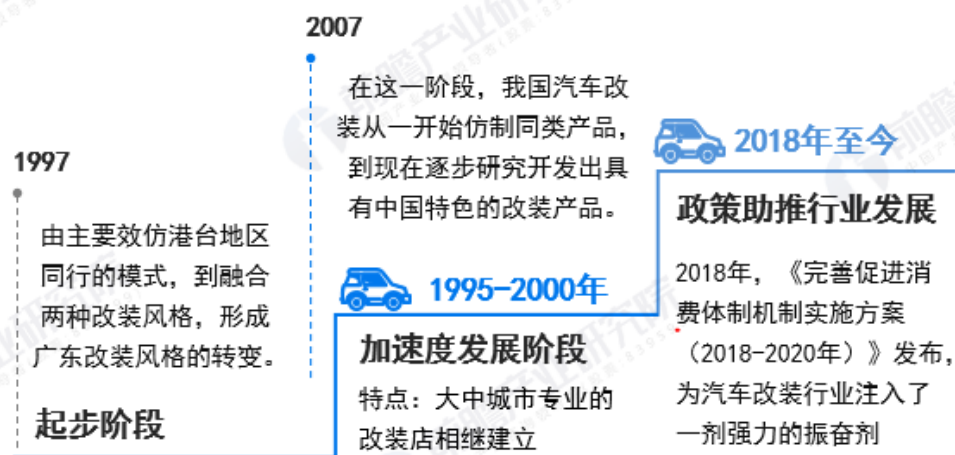 1997
由主要效仿港台地区
同行的模式，到融合
两种改装风格，形成
广东改装风格的转变。
起步阶段
2007
在这一阶段，我国汽车改
装从一开始仿制同类产品，
到现在逐步研究开发出具
有中国特色的改装产品。
1995-2000年
加速度发展阶段
特点：大中城市专业的
改装店相继建立
2018年至今
政策助推行业发展
2018年，《完善促进消
费体制机制实施方案
（2018-2020年）》发布，
为汽车改装行业注入了
一剂强力的振奋剂